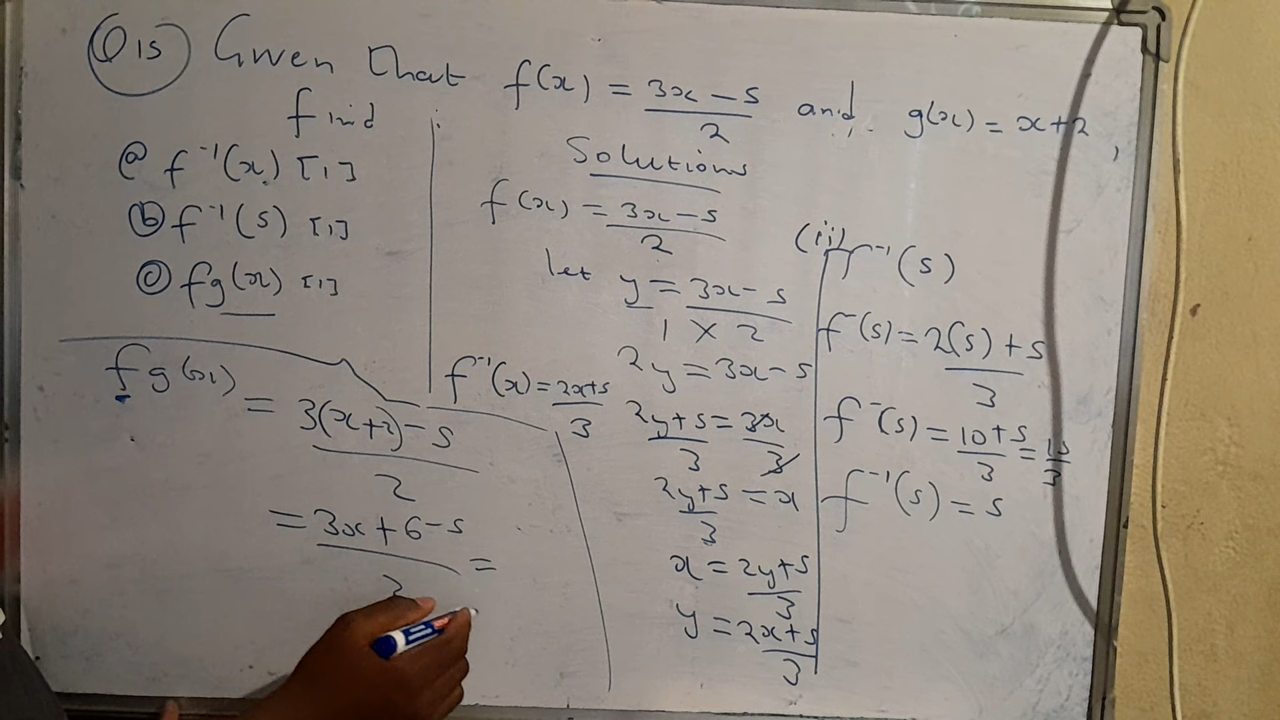 Q15) Given that f(x) = 3x - 5 / 2 and g(x) = x+2,
find
(a) f⁻¹(x) [1]
(b) f⁻¹(5) [1]
(c) fg(x) [1]
Solutions
f(x) = 3x - 5 / 2
let y = 3x - 5
1 × 2
2y = 3x - 5
2y+5 = 3x
3 3
2y+5 = x
3
x = 2y+5 / 3
y = 2x+5 / 3
f⁻¹(x) = 2x+5 / 3
(ii) f⁻¹(5)
f⁻(5) = 2(5) + 5 / 3
f⁻(5) = 10+5 / 3 = 15 / 3
f⁻¹(5) = 5
fg(x) = 3(x+2) - 5 / 2
= 3x + 6 - 5 / 2 =